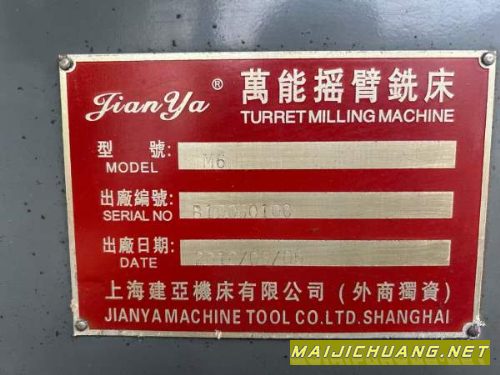 JianYa® 萬能摇臂銑床
TURRET MILLING MACHINE
型 號:
MODEL M6
出廠編號:
SERIAL NO
出廠日期:
DATE
上海建亞機床有限公司 (外商獨資)
JIANYA MACHINE TOOL CO.LTD.SHANGHAI
MAIJICHUANG.NET